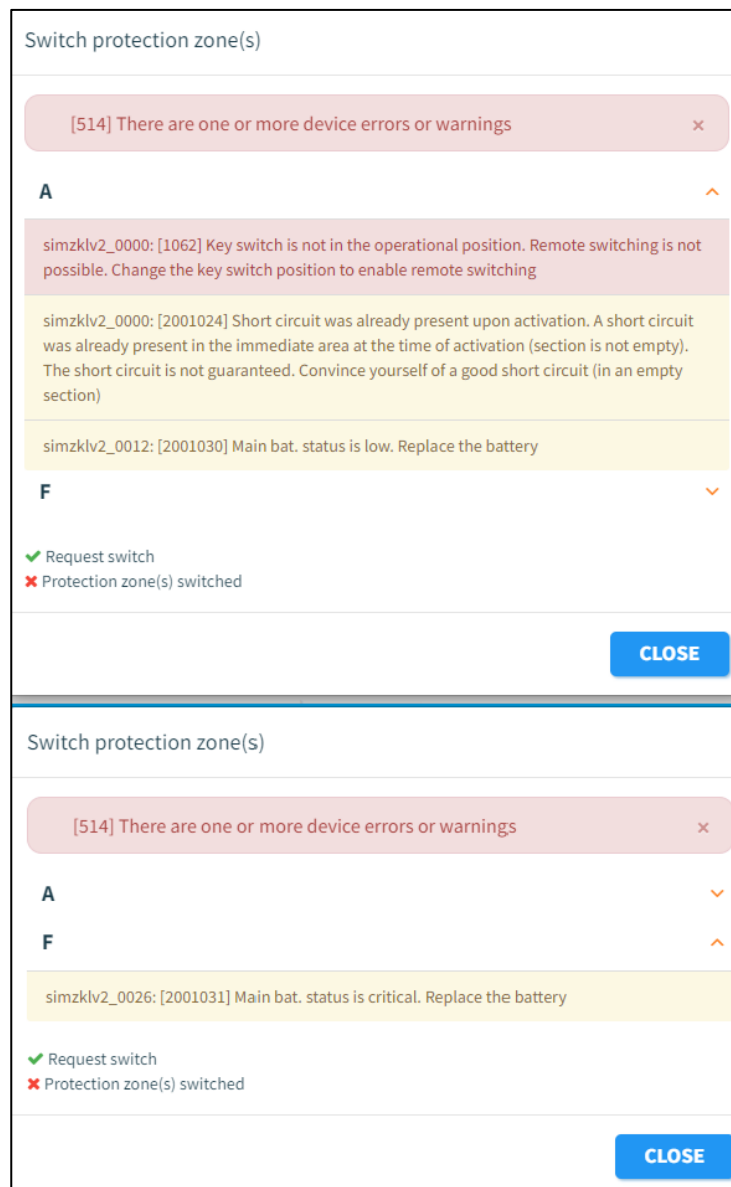 Switch protection zone(s)
[514] There are one or more device errors or warnings ×
A
simzklv2_0000: [1062] Key switch is not in the operational position. Remote switching is not
possible. Change the key switch position to enable remote switching
simzklv2_0000: [2001024] Short circuit was already present upon activation. A short circuit
was already present in the immediate area at the time of activation (section is not empty).
The short circuit is not guaranteed. Convince yourself of a good short circuit (in an empty
section)
simzklv2_0012: [2001030] Main bat. status is low. Replace the battery
F
✔ Request switch
✖ Protection zone(s) switched
CLOSE
Switch protection zone(s)
[514] There are one or more device errors or warnings ×
A
F
simzklv2_0026: [2001031] Main bat. status is critical. Replace the battery
✔ Request switch
✖ Protection zone(s) switched
CLOSE